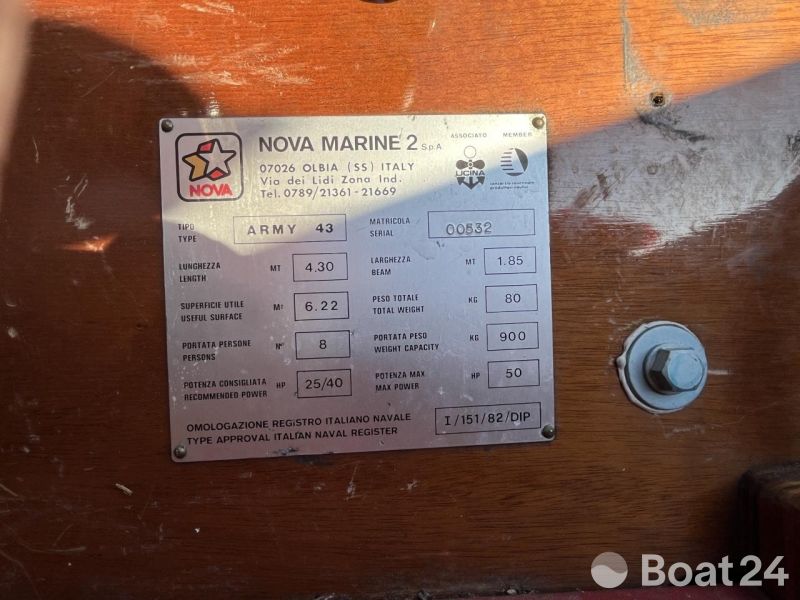 NOVA
NOVA MARINE 2 S.p.A.
07026 OLBIA (SS) ITALY
Via dei Lidi Zona Ind.
Tel. 0789/21361-21669
ASSOCIATO MEMBER
UCINA
TIPO
TYPE
ARMY 43
MATRICOLA
SERIAL
00532
LUNGHEZZA
LENGTH
MT 4.30
LARGHEZZA
BEAM
MT 1.85
SUPERFICIE UTILE
USEFUL SURFACE
M² 6.22
PESO TOTALE
TOTAL WEIGHT
KG 80
PORTATA PERSONE
PERSONS
N° 8
PORTATA PESO
WEIGHT CAPACITY
KG 900
POTENZA CONSIGLIATA
RECOMMENDED POWER
HP 25/40
POTENZA MAX
MAX POWER
HP 50
OMOLOGAZIONE REGISTRO ITALIANO NAVALE
TYPE APPROVAL ITALIAN NAVAL REGISTER
I/151/82/DIP
Boat24